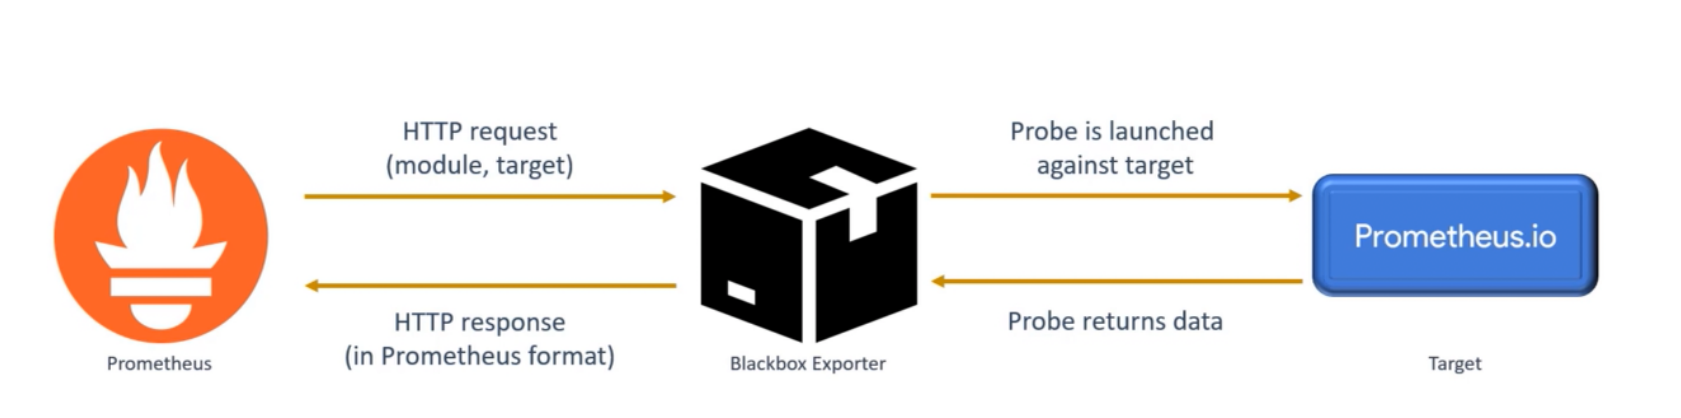 HTTP request
(module, target)
Probe is launched
against target
Prometheus.io
HTTP response
(in Prometheus format)
Probe returns data
Prometheus
Blackbox Exporter
Target